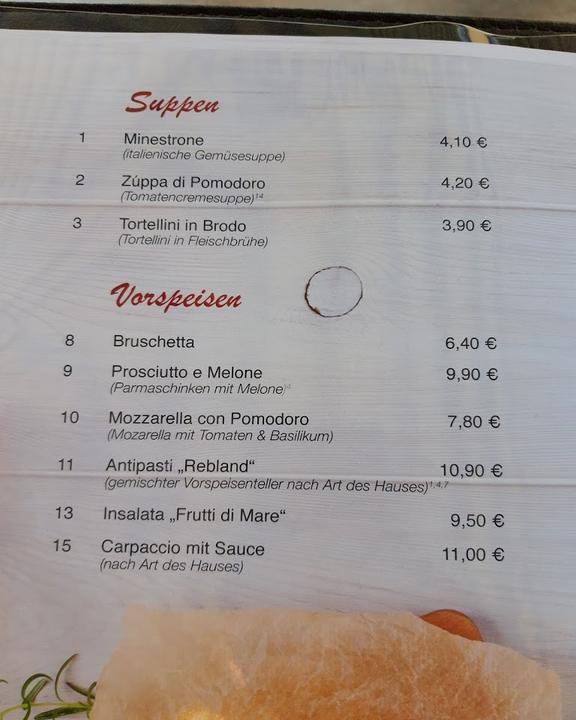 Suppen
1 Minestrone 4,10 €
(italienische Gemüsesuppe)
2 Zúppa di Pomodoro 4,20 €
(Tomatencremesuppe)¹⁴
3 Tortellini in Brodo 3,90 €
(Tortellini in Fleischbrühe)
Vorspeisen
8 Bruschetta 6,40 €
9 Prosciutto e Melone 9,90 €
(Parmaschinken mit Melone)
10 Mozzarella con Pomodoro 7,80 €
(Mozarella mit Tomaten & Basilikum)
11 Antipasti „Rebland“ 10,90 €
(gemischter Vorspeisenteller nach Art des Hauses)¹·⁴·⁷
13 Insalata „Frutti di Mare“ 9,50 €
15 Carpaccio mit Sauce 11,00 €
(nach Art des Hauses)